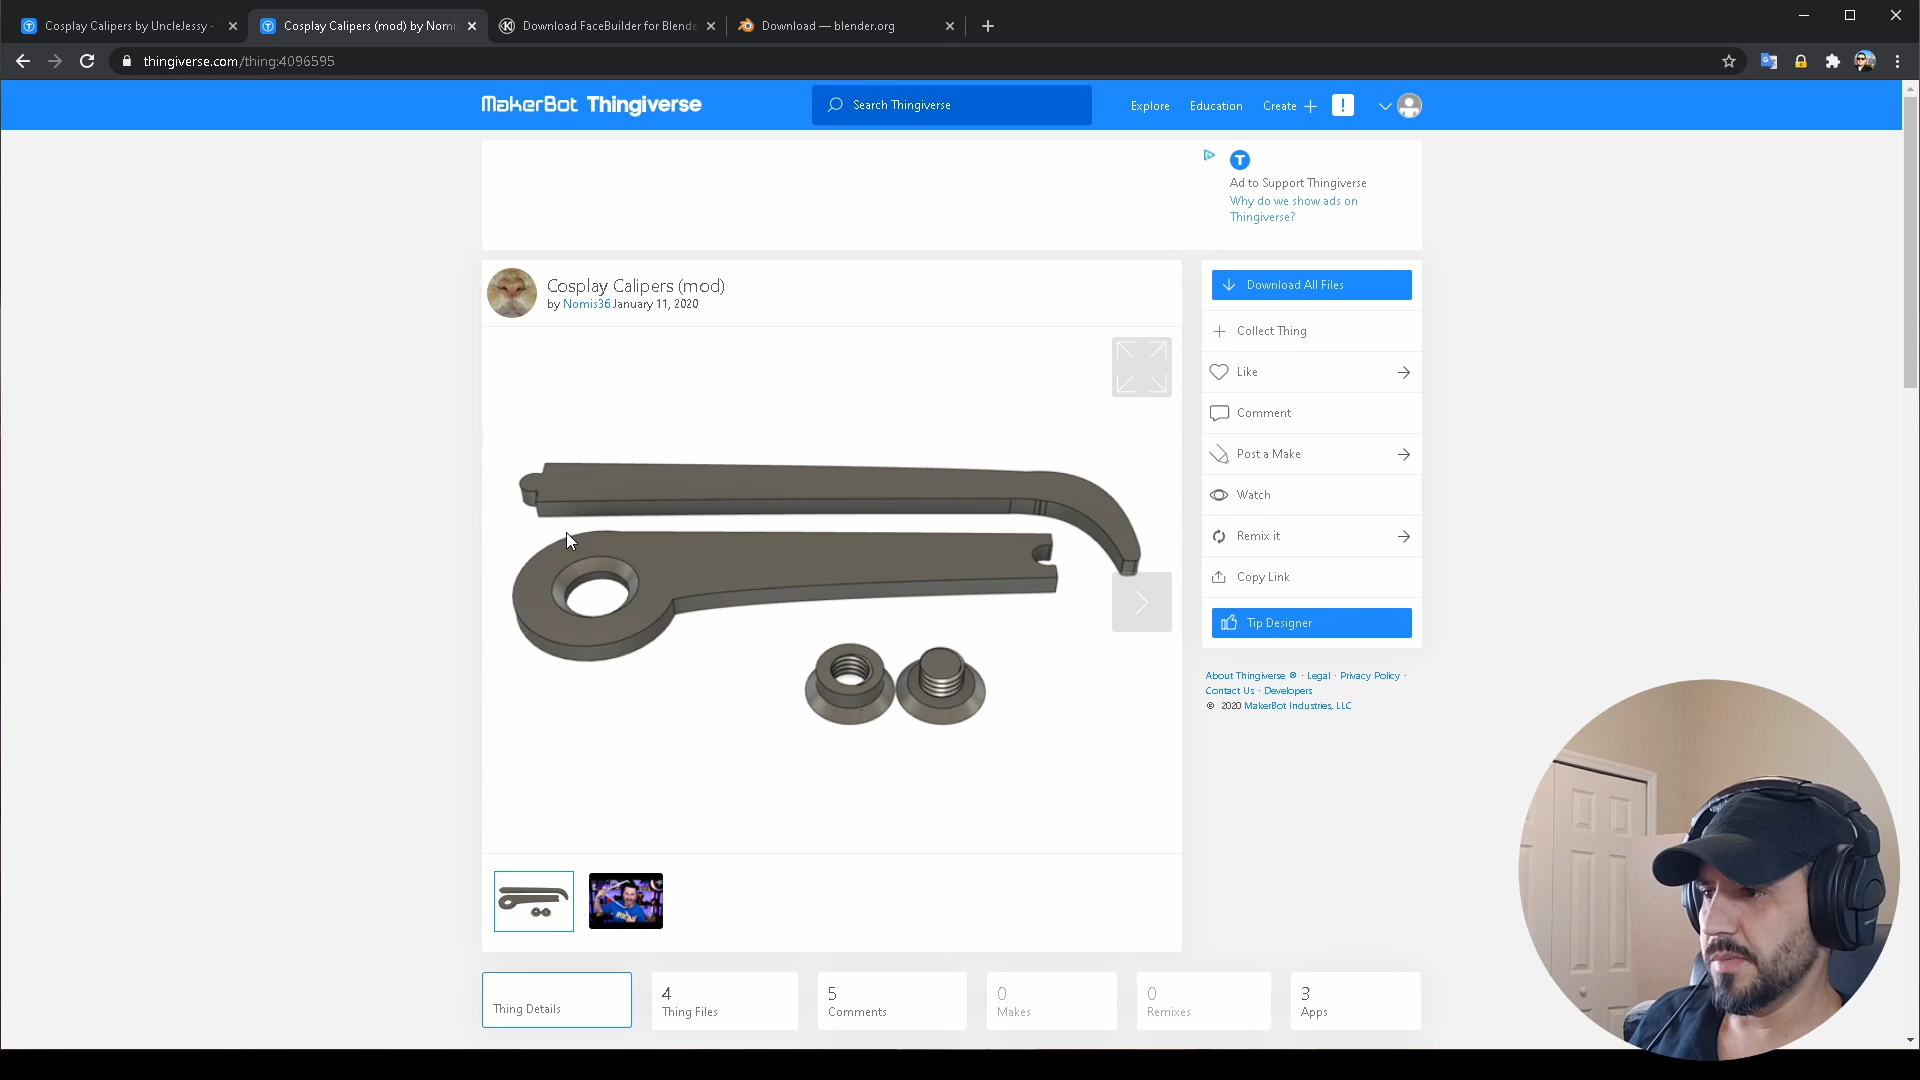 Cosplay Calipers by UncleJessy -
Cosplay Calipers (mod) by Nomi
Download FaceBuilder for Blende
Download — blender.org
thingiverse.com/thing:4096595
MakerBot Thingiverse
Search Thingiverse
Explore
Education
Create
Ad to Support Thingiverse
Why do we show ads on
Thingiverse?
Cosplay Calipers (mod)
by Nomis36 January 11, 2020
Download All Files
Collect Thing
Like
Comment
Post a Make
Watch
Remix it
Copy Link
Tip Designer
About Thingiverse ® · Legal · Privacy Policy ·
Contact Us · Developers
© 2020 MakerBot Industries, LLC
Thing Details
4
Thing Files
5
Comments
0
Makes
0
Remixes
3
Apps